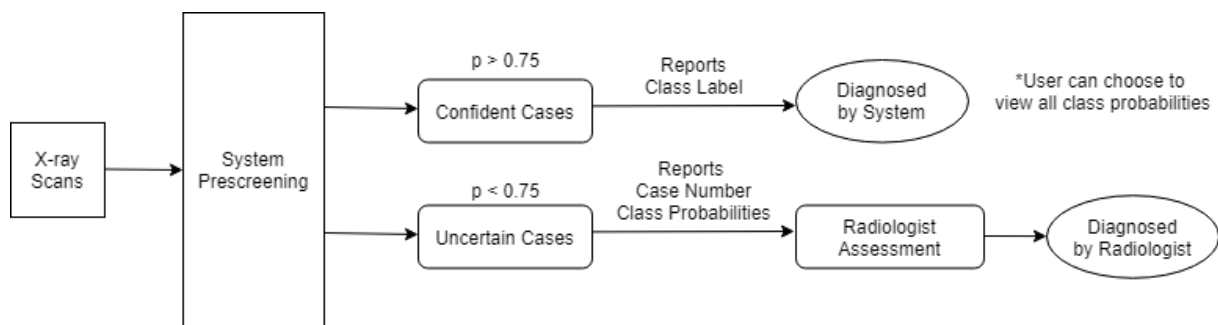 X-ray
Scans
System
Prescreening
p > 0.75
Confident Cases
Reports
Class Label
Diagnosed
by System
*User can choose to
view all class probabilities
p < 0.75
Uncertain Cases
Reports
Case Number
Class Probabilities
Radiologist
Assessment
Diagnosed
by Radiologist